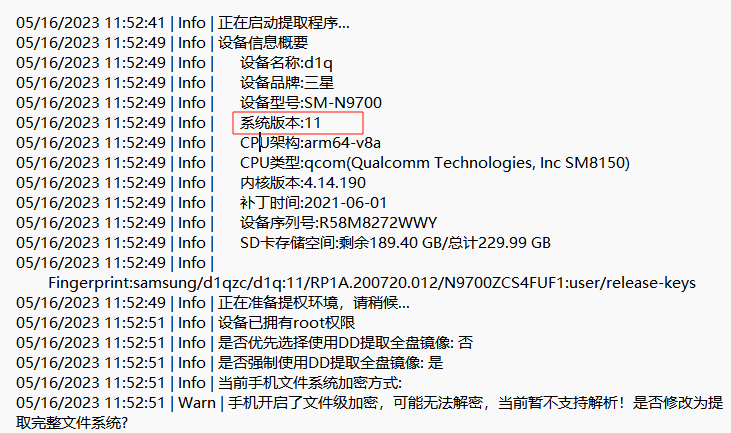 05/16/2023 11:52:41 | Info | 正在启动提取程序...
05/16/2023 11:52:49 | Info | 设备信息概要
05/16/2023 11:52:49 | Info | 设备名称:d1q
05/16/2023 11:52:49 | Info | 设备品牌:三星
05/16/2023 11:52:49 | Info | 设备型号:SM-N9700
05/16/2023 11:52:49 | Info | 系统版本:11
05/16/2023 11:52:49 | Info | CPU架构:arm64-v8a
05/16/2023 11:52:49 | Info | CPU类型:qcom(Qualcomm Technologies, Inc SM8150)
05/16/2023 11:52:49 | Info | 内核版本:4.14.190
05/16/2023 11:52:49 | Info | 补丁时间:2021-06-01
05/16/2023 11:52:49 | Info | 设备序列号:R58M8272WWY
05/16/2023 11:52:49 | Info | SD卡存储空间:剩余189.40 GB/总计229.99 GB
05/16/2023 11:52:49 | Info |
Fingerprint:samsung/d1qzc/d1q:11/RP1A.200720.012/N9700ZCS4FUF1:user/release-keys
05/16/2023 11:52:49 | Info | 正在准备提权环境，请稍候...
05/16/2023 11:52:51 | Info | 设备已拥有root权限
05/16/2023 11:52:51 | Info | 是否优先选择使用DD提取全盘镜像: 否
05/16/2023 11:52:51 | Info | 是否强制使用DD提取全盘镜像: 是
05/16/2023 11:52:51 | Info | 当前手机文件系统加密方式:
05/16/2023 11:52:51 | Warn | 手机开启了文件级加密，可能无法解密，当前暂不支持解析！是否修改为提
取完整文件系统?